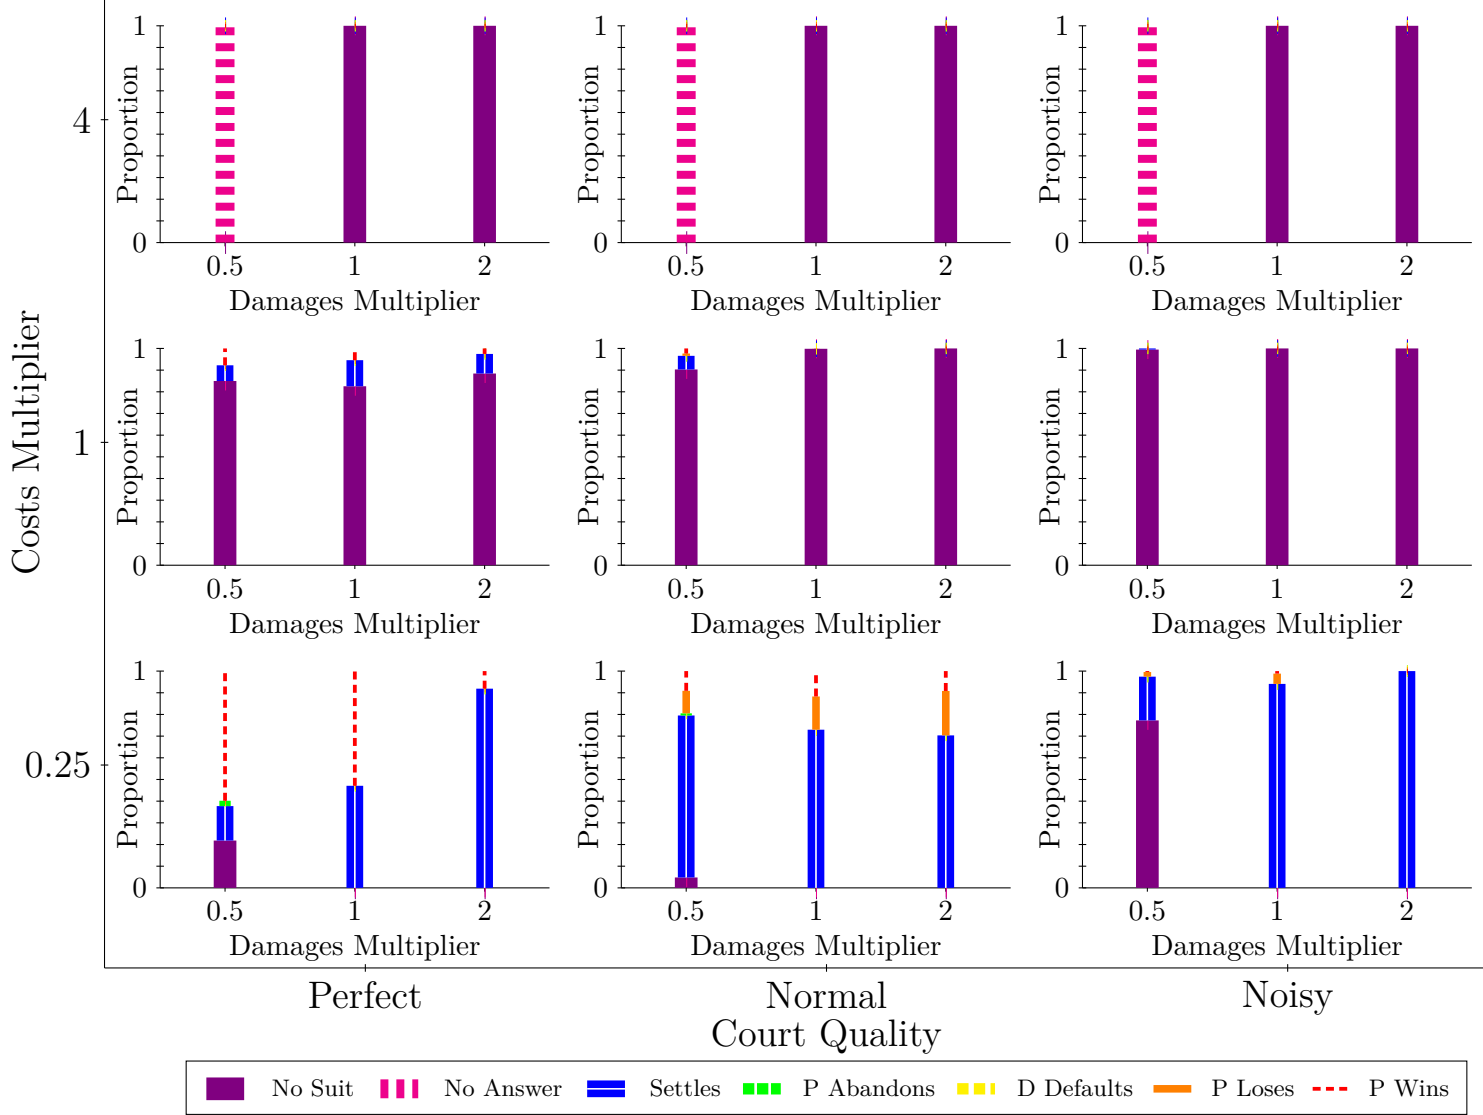 1 1 1
Proportion Proportion Proportion
4
0 0 0
0.5 1 2 0.5 1 2 0.5 1 2
Damages Multiplier Damages Multiplier Damages Multiplier
1 1 1
Costs Multiplier
Proportion Proportion Proportion
1
0 0 0
0.5 1 2 0.5 1 2 0.5 1 2
Damages Multiplier Damages Multiplier Damages Multiplier
1 1 1
Proportion Proportion Proportion
0.25
0 0 0
0.5 1 2 0.5 1 2 0.5 1 2
Damages Multiplier Damages Multiplier Damages Multiplier
Perfect Normal Noisy
Court Quality
No Suit No Answer Settles P Abandons D Defaults P Loses P Wins